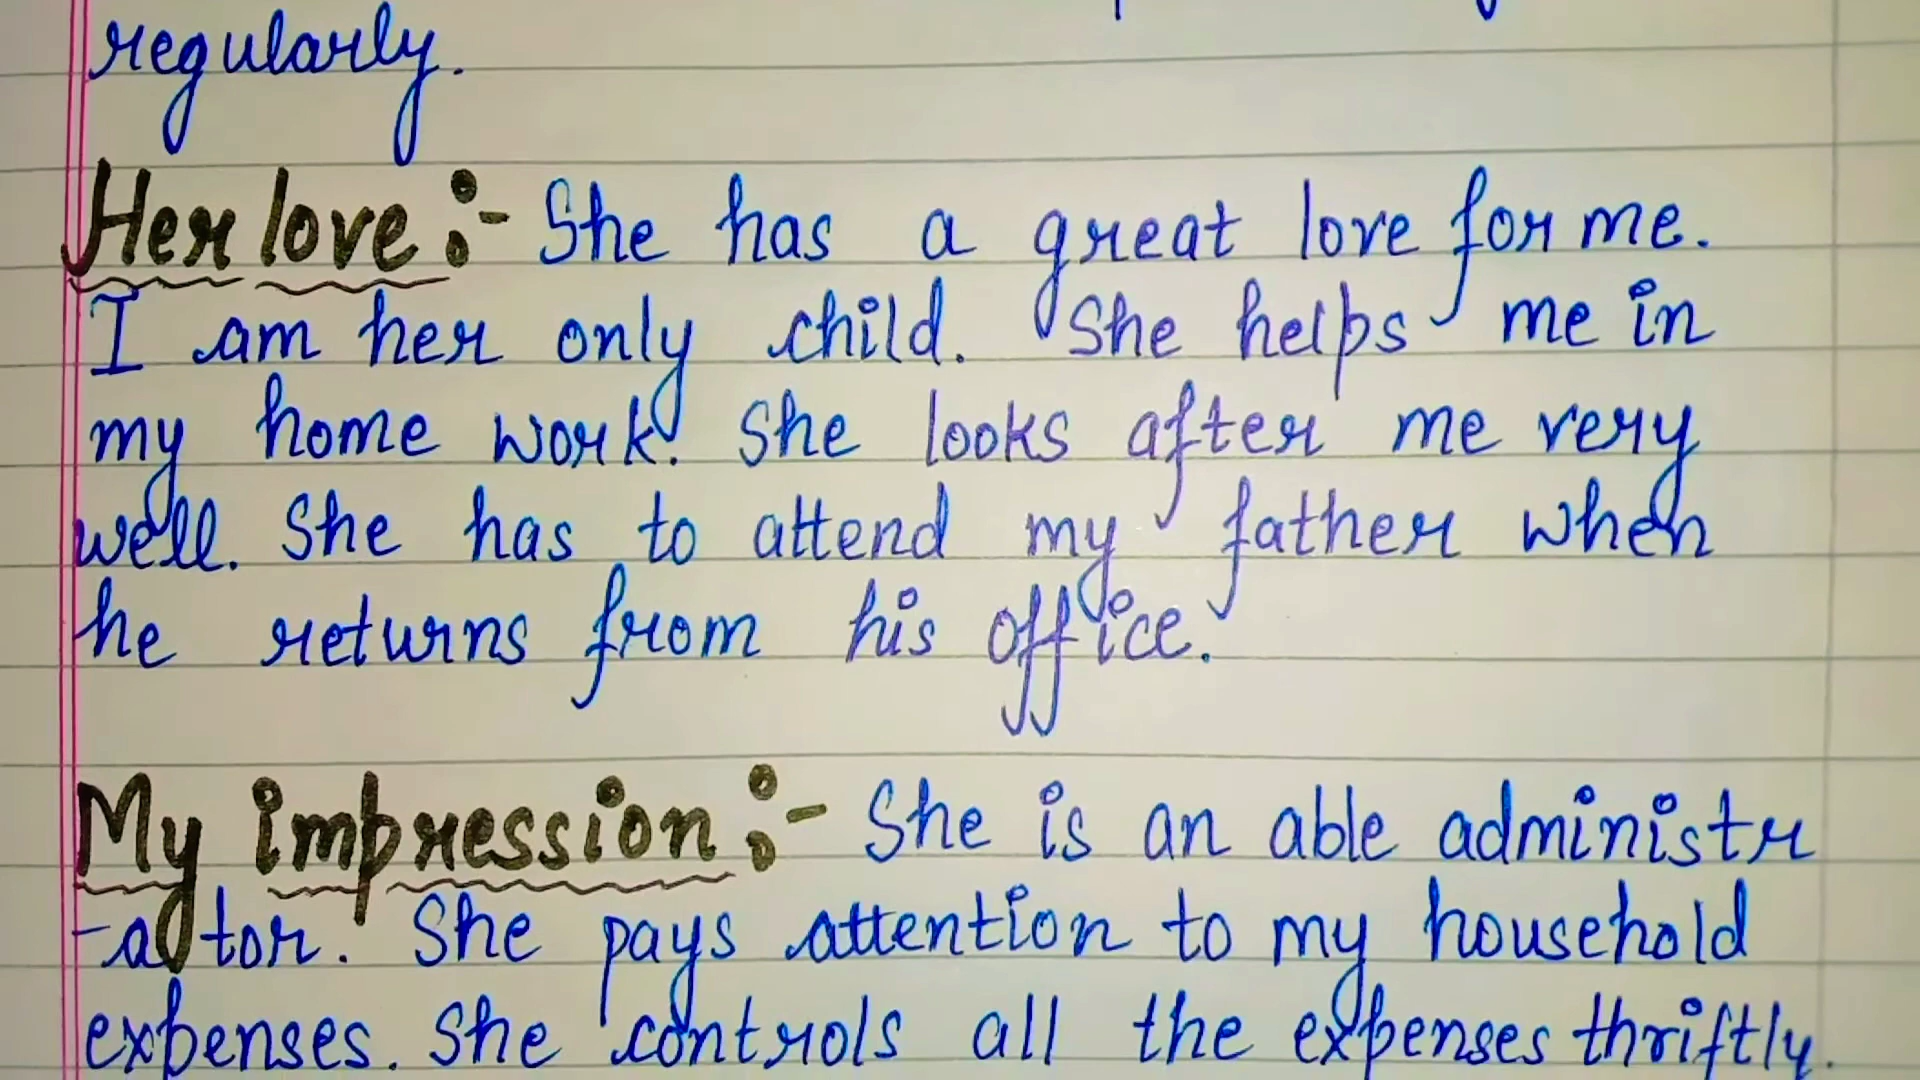 regularly.
Her love :- She has a great love for me.
I am her only child. She helps me in
my home work. She looks after me very
well. She has to attend my father when
he returns from his office.
My impression :- She is an able administr
-ator. She pays attention to my household
expenses. She controls all the expenses thriftly.